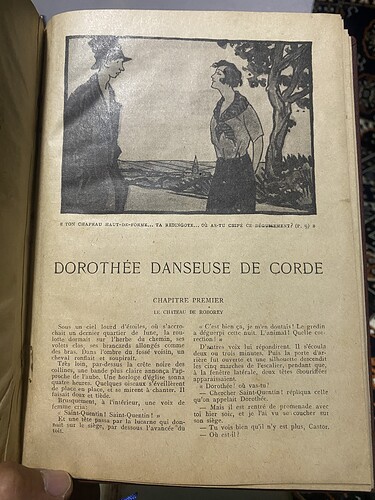 « TON CHAPEAU HAUT-DE-FORME... TA REDINGOTE... OÙ AS-TU CHIPÉ CE DÉGUISEMENT? (P. 5) »
DOROTHÉE DANSEUSE DE CORDE
CHAPITRE PREMIER
LE CHATEAU DE ROBOREY
Sous un ciel lourd d'étoiles, où s'accro-
chait un dernier quartier de lune, la rou-
lotte dormait sur l'herbe du chemin, ses
volets clos, ses brancards allongés comme
des bras. Dans l'ombre du fossé voisin, un
cheval ronflait et soupirait.
Très loin, par-dessus la crête noire des
collines, une bande plus claire annonça l'ap-
proche de l'aube. Une horloge d'église sonna
quatre heures. Quelques oiseaux s'éveillèrent
de place en place, et se mirent à chanter. Il
faisait doux et tiède.
Brusquement, à l'intérieur, une voix de
femme cria:
« Saint-Quentin! Saint-Quentin! »
Et une tête passa par la lucarne qui don-
nait sur le siège, par dessous l'avancée du
toit.
« C'est bien ça, je m'en doutais! Le gredin
a déguerpi cette nuit. L'animal! Quelle cor-
rection! »
D'autres voix lui répondirent. Il s'écoula
deux ou trois minutes. Puis la porte d'ar-
rière fut ouverte et une silhouette descendit
les cinq marches de l'escalier, pendant que,
à la fenêtre latérale, deux têtes ébouriffées
apparaissaient.
« Dorothée! où vas-tu?
— Chercher Saint-Quentin! répliqua celle
qu'on appelait Dorothée.
— Mais il est rentré de promenade avec
toi hier soir, et je l'ai vu se coucher sur
son siège.
— Tu vois bien qu'il n'y est plus, Castor.
— Où est-il?